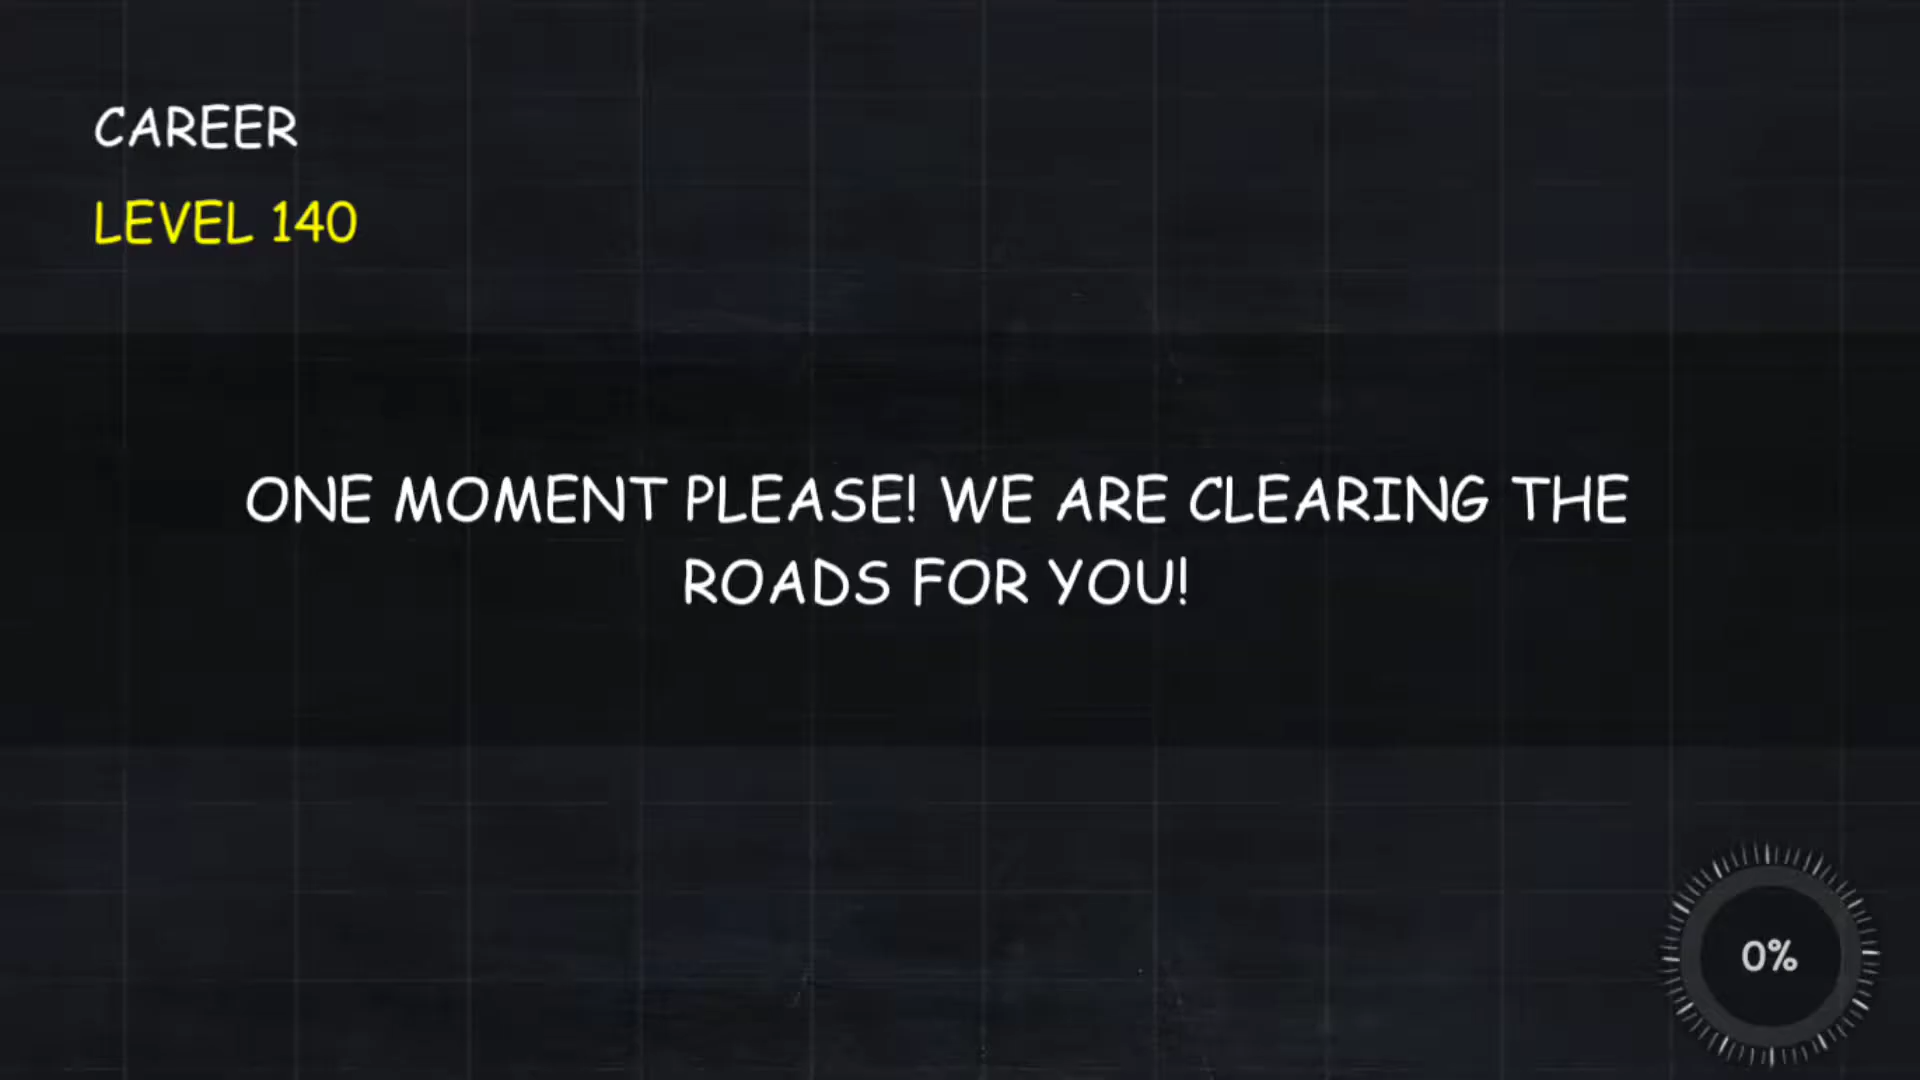 CAREER
LEVEL 140
ONE MOMENT PLEASE! WE ARE CLEARING THE
ROADS FOR YOU!
0%